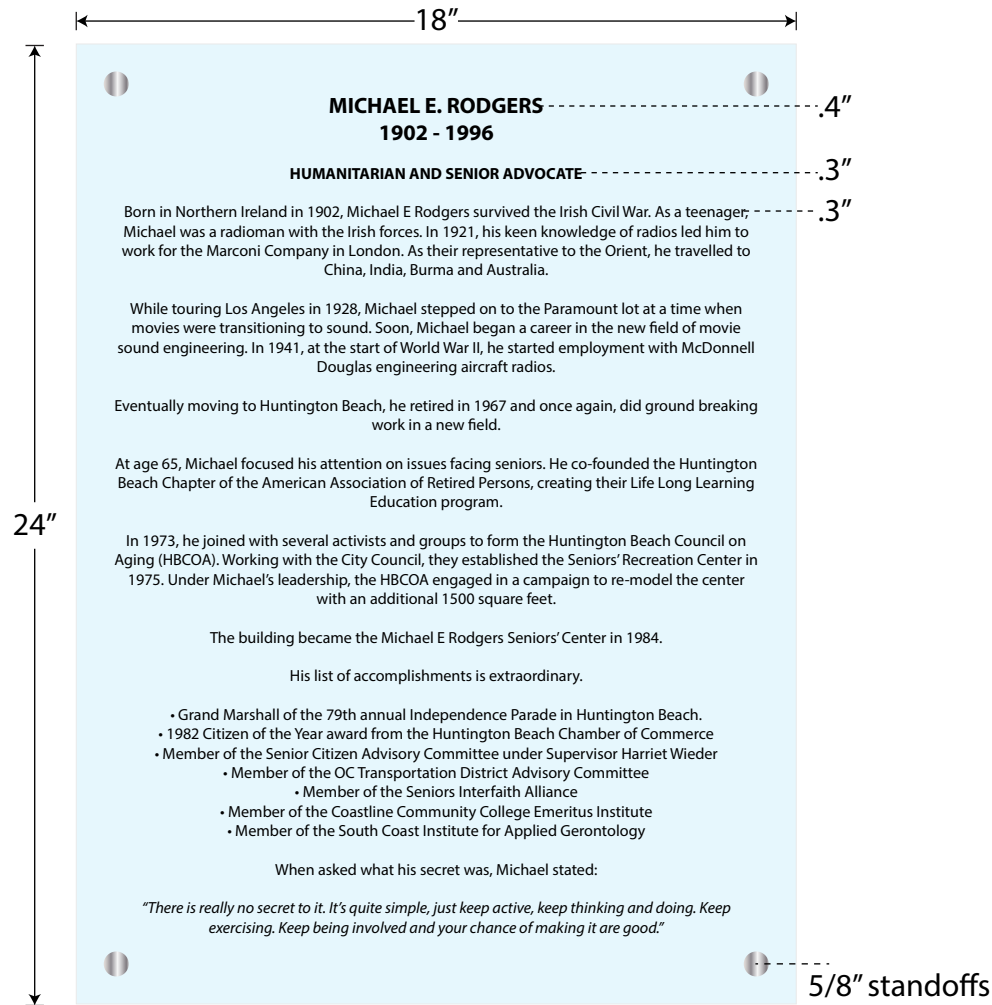 18”
MICHAEL E. RODGERS
.4”
1902 - 1996
HUMANITARIAN AND SENIOR ADVOCATE
.3”
Born in Northern Ireland in 1902, Michael E Rodgers survived the Irish Civil War. As a teenager,
.3”
Michael was a radioman with the Irish forces. In 1921, his keen knowledge of radios led him to
work for the Marconi Company in London. As their representative to the Orient, he travelled to
China, India, Burma and Australia.
While touring Los Angeles in 1928, Michael stepped on to the Paramount lot at a time when
movies were transitioning to sound. Soon, Michael began a career in the new field of movie
sound engineering. In 1941, at the start of World War II, he started employment with McDonnell
Douglas engineering aircraft radios.
Eventually moving to Huntington Beach, he retired in 1967 and once again, did ground breaking
work in a new field.
At age 65, Michael focused his attention on issues facing seniors. He co-founded the Huntington
Beach Chapter of the American Association of Retired Persons, creating their Life Long Learning
Education program.
24”
In 1973, he joined with several activists and groups to form the Huntington Beach Council on
Aging (HBCOA). Working with the City Council, they established the Seniors’ Recreation Center in
1975. Under Michael’s leadership, the HBCOA engaged in a campaign to re-model the center
with an additional 1500 square feet.
The building became the Michael E Rodgers Seniors’ Center in 1984.
His list of accomplishments is extraordinary.
• Grand Marshall of the 79th annual Independence Parade in Huntington Beach.
• 1982 Citizen of the Year award from the Huntington Beach Chamber of Commerce
• Member of the Senior Citizen Advisory Committee under Supervisor Harriet Wieder
• Member of the OC Transportation District Advisory Committee
• Member of the Seniors Interfaith Alliance
• Member of the Coastline Community College Emeritus Institute
• Member of the South Coast Institute for Applied Gerontology
When asked what his secret was, Michael stated:
“There is really no secret to it. It’s quite simple, just keep active, keep thinking and doing. Keep
exercising. Keep being involved and your chance of making it are good.”
5/8” standoffs